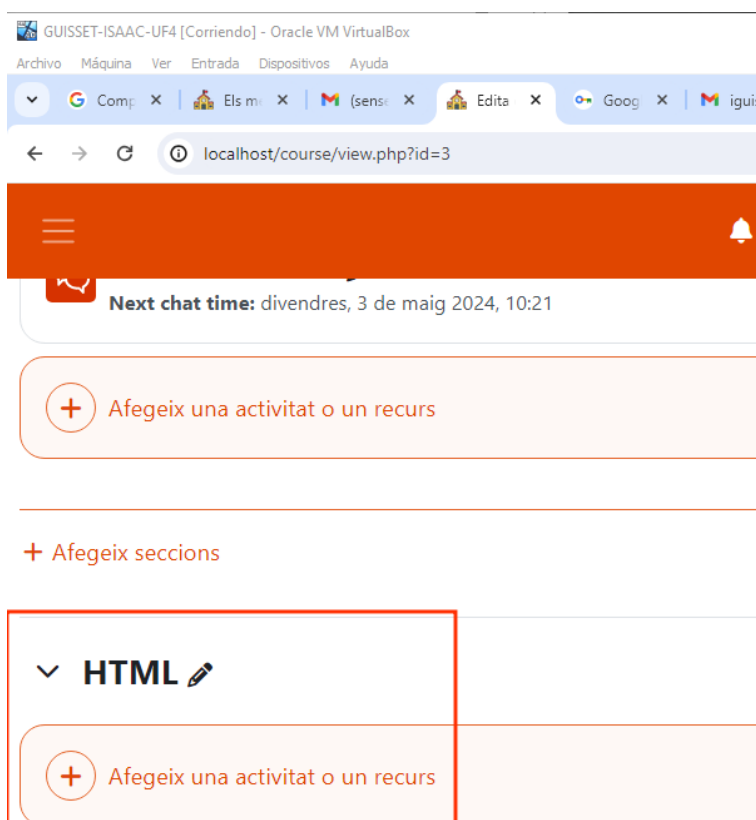 GUISSET-ISAAC-UF4 [Corriendo] - Oracle VM VirtualBox
Archivo Máquina Ver Entrada Dispositivos Ayuda
Comp Els m (sense Edita Goog igui
localhost/course/view.php?id=3
Next chat time: divendres, 3 de maig 2024, 10:21
Afegeix una activitat o un recurs
+ Afegeix seccions
HTML
Afegeix una activitat o un recurs